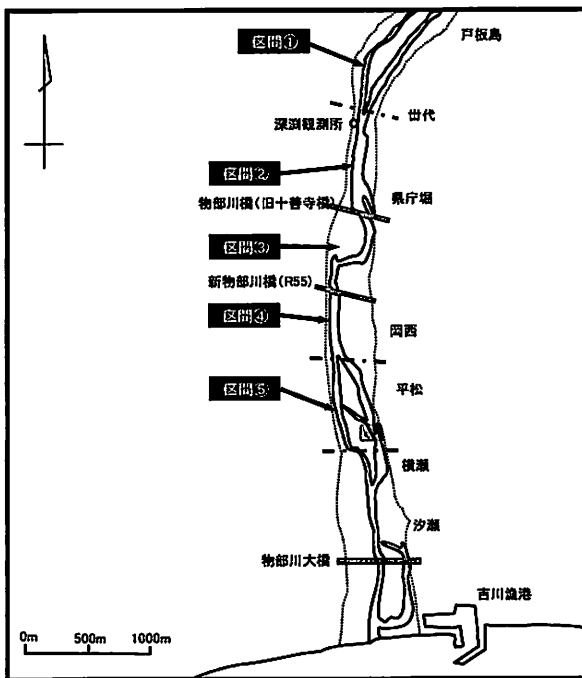 戸板島
区間①
丗代
深渕観測所
区間②
県庁堀
物部川橋(旧十善寺橋)
区間③
新物部川橋(R55)
区間④
岡西
平松
区間⑤
横瀬
汐瀬
物部川大橋
吉川漁港
0m 500m 1000m